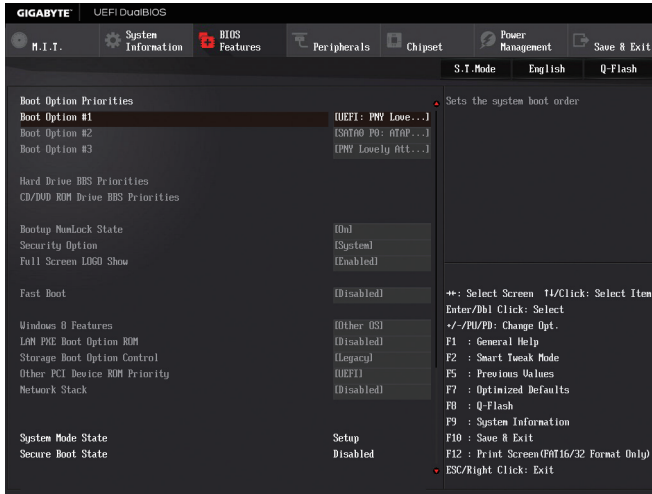 GIGABYTE™ UEFI DualBIOS
M.I.T.
System Information
BIOS Features
Peripherals
Chipset
Power Management
Save & Exit
S.T.Mode English Q-Flash
Boot Option Priorities
Boot Option #1 [UEFI: PNY Love...]
Boot Option #2 [SATA0 P0: ATAP...]
Boot Option #3 [PNY Lovely Att...]
Hard Drive BBS Priorities
CD/DVD ROM Drive BBS Priorities
Bootup NumLock State [On]
Security Option [System]
Full Screen LOGO Show [Enabled]
Fast Boot [Disabled]
Windows 8 Features [Other OS]
LAN PXE Boot Option ROM [Disabled]
Storage Boot Option Control [Legacy]
Other PCI Device ROM Priority [UEFI]
Network Stack [Disabled]
System Mode State Setup
Secure Boot State Disabled
Sets the system boot order
→←: Select Screen ↑↓/Click: Select Item
Enter/Dbl Click: Select
+/-/PU/PD: Change Opt.
F1 : General Help
F2 : Smart Tweak Mode
F5 : Previous Values
F7 : Optimized Defaults
F8 : Q-Flash
F9 : System Information
F10 : Save & Exit
F12 : Print Screen(FAT16/32 Format Only)
ESC/Right Click: Exit